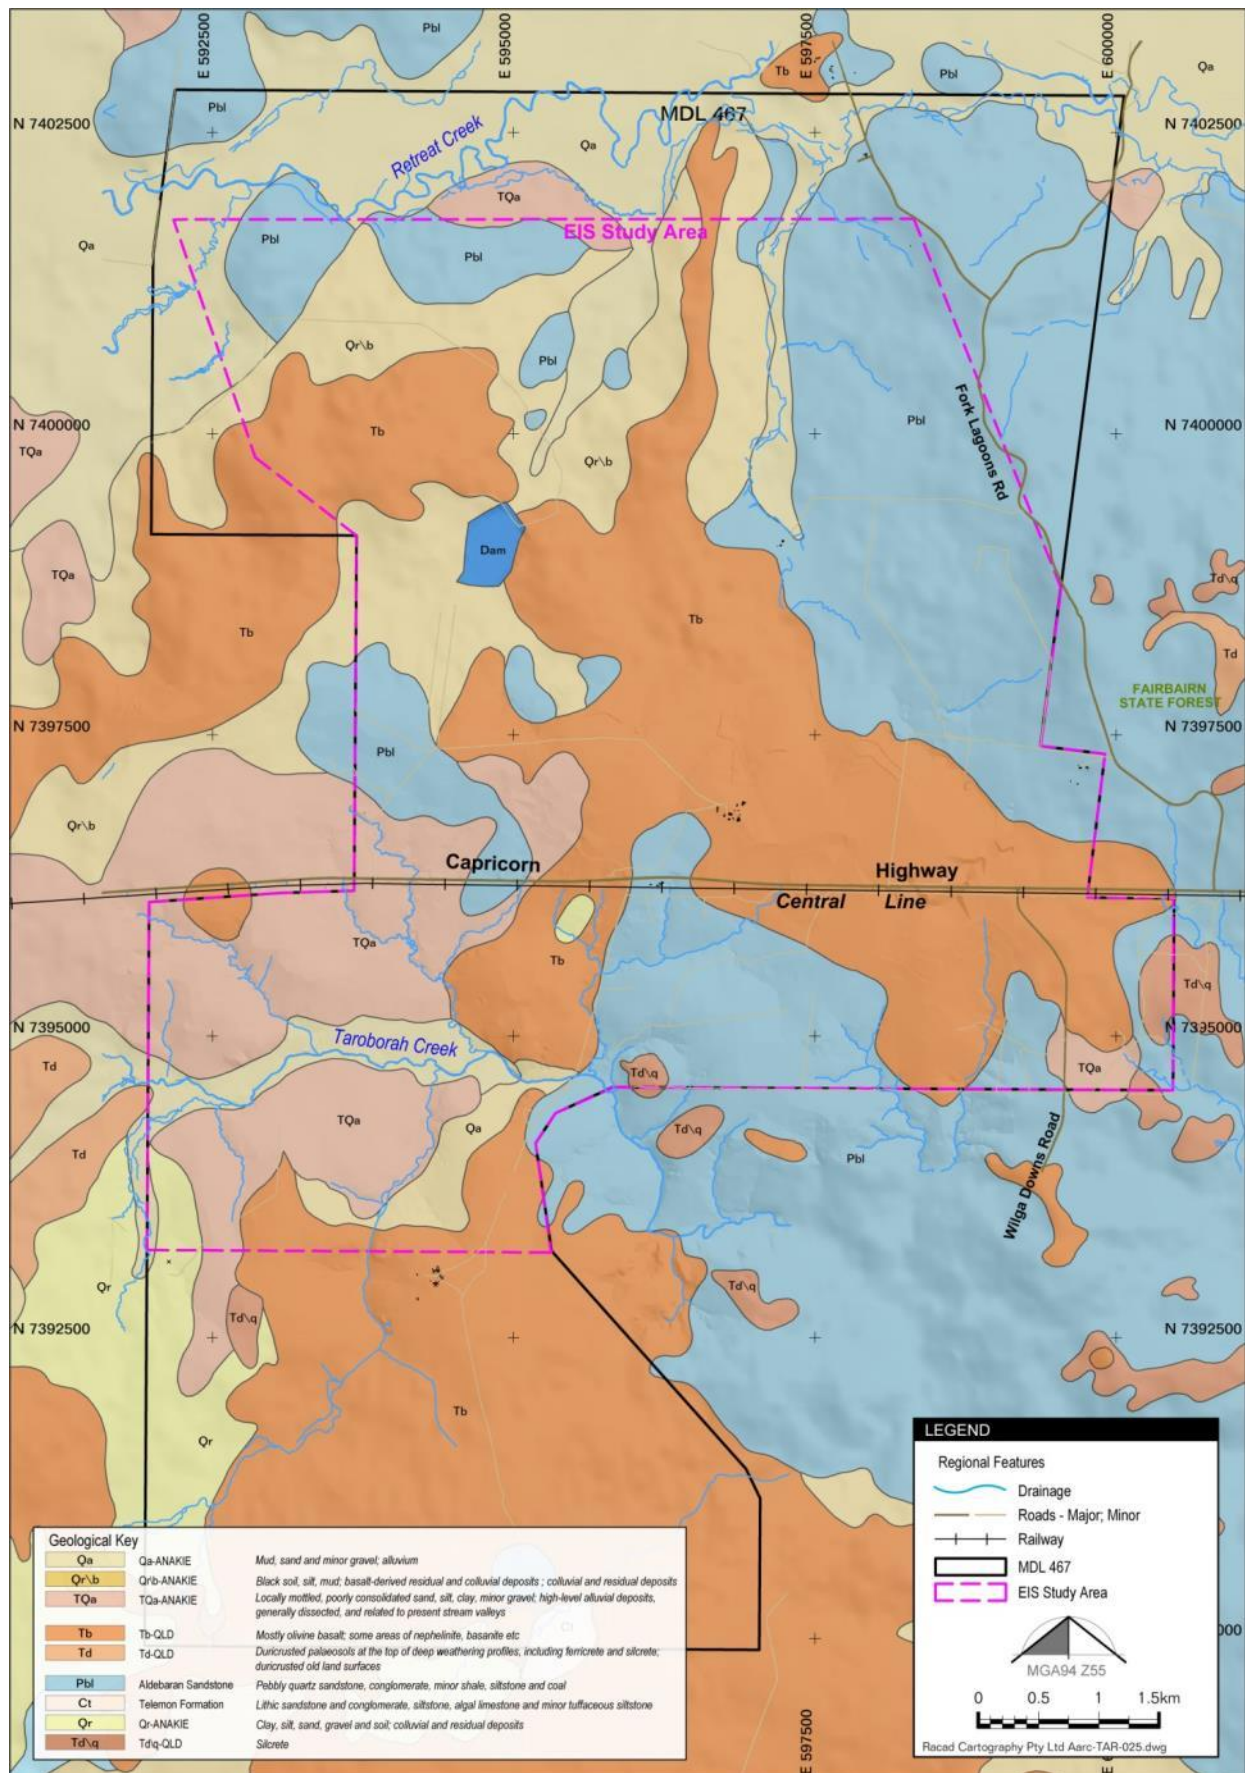 E 592500
E 595000
E 597500
E 600000
Pbl
Pbl
Tb
Pbl
Qa
Pbl
MDL 467
N 7402500
N 7402500
Retreat Creek
Qa
TQa
EIS Study Area
Pbl
Qa
Pbl
Qr\b
Pbl
Fork Lagoons Rd
Pbl
N 7400000
N 7400000
Tb
TQa
Qr\b
Dam
TQa
Td\q
Tb
Tb
Td
FAIRBAIRN
STATE FOREST
N 7397500
N 7397500
Pbl
Qr\b
Capricorn
Highway
Central Line
TQa
Tb
Td\q
N 7395000
N 7395000
Taroborah Creek
Td
Td\q
TQa
TQa
Qa
Td\q
Td
Pbl
Wilga Downs Road
Qr
Td\q
Td\q
N 7392500
N 7392500
Tb
Qr
LEGEND
Regional Features
Drainage
Roads - Major; Minor
Railway
MDL 467
EIS Study Area
MGA94 Z55
0 0.5 1 1.5km
Racad Cartography Pty Ltd Aarc-TAR-025.dwg
E 597500
Geological Key
Qa Qa-ANAKIE Mud, sand and minor gravel; alluvium
Qr\b Qr\b-ANAKIE Black soil, silt, mud; basalt-derived residual and colluvial deposits ; colluvial and residual deposits
TQa TQa-ANAKIE Locally mottled, poorly consolidated sand, silt, clay, minor gravel; high-level alluvial deposits,
generally dissected, and related to present stream valleys
Tb Tb-QLD Mostly olivine basalt; some areas of nephelinite, basanite etc
Td Td-QLD Duricrusted palaeosols at the top of deep weathering profiles, including ferricrete and silcrete;
duricrusted old land surfaces
Pbl Aldebaran Sandstone Pebbly quartz sandstone, conglomerate, minor shale, siltstone and coal
Ct Telemon Formation Lithic sandstone and conglomerate, siltstone, algal limestone and minor tuffaceous siltstone
Qr Qr-ANAKIE Clay, silt, sand, gravel and soil; colluvial and residual deposits
Td\q Td\q-QLD Silcrete